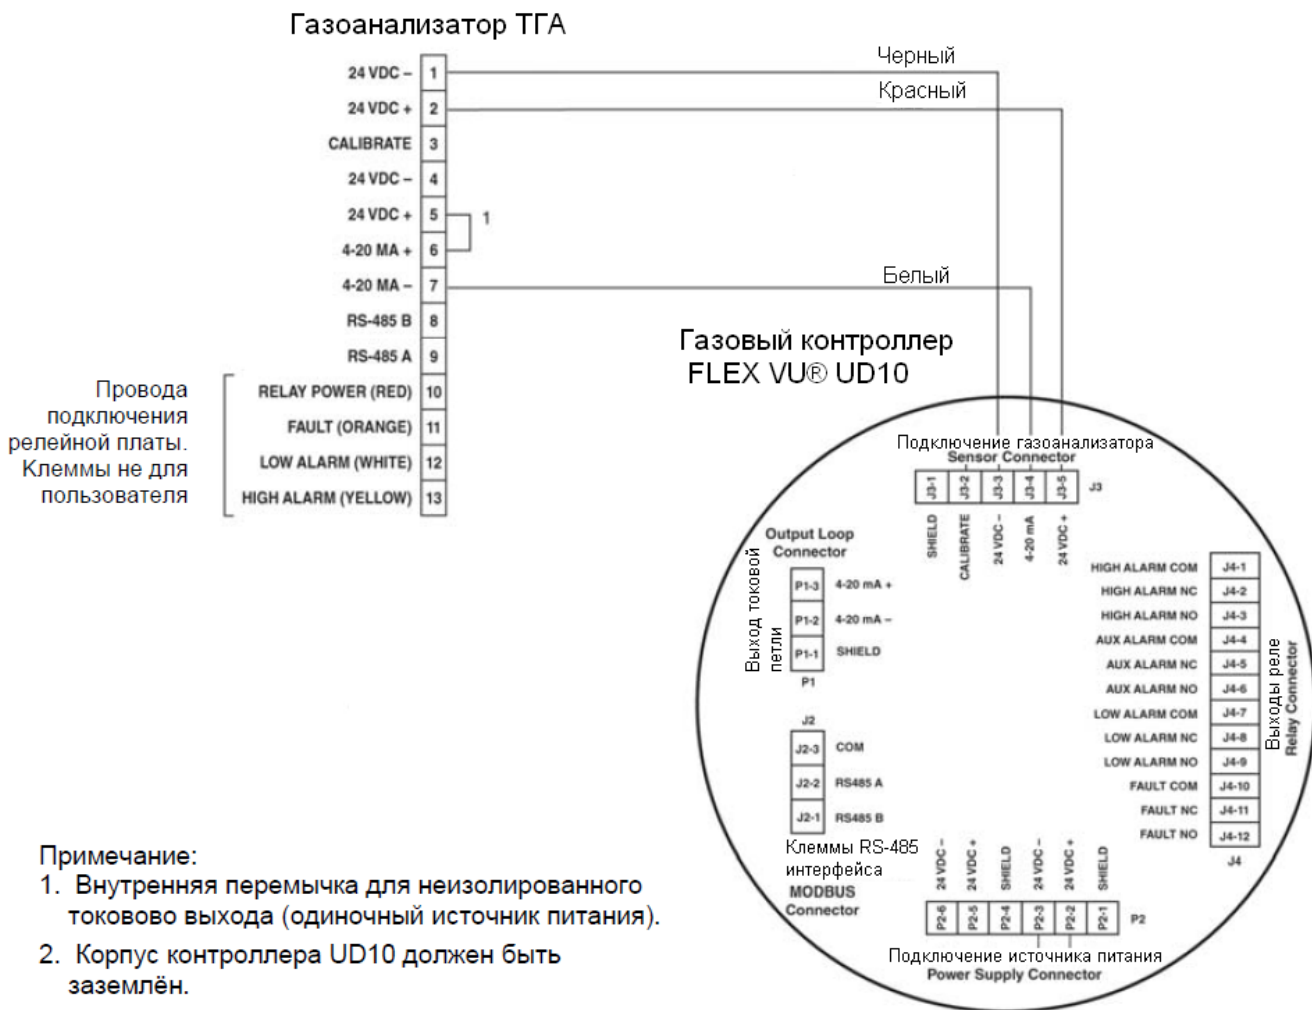 Газоанализатор ТГА
24 VDC – 1
24 VDC + 2
CALIBRATE 3
24 VDC – 4
24 VDC + 5
4-20 MA + 6
4-20 MA – 7
RS-485 B 8
RS-485 A 9
RELAY POWER (RED) 10
FAULT (ORANGE) 11
LOW ALARM (WHITE) 12
HIGH ALARM (YELLOW) 13
1
Черный
Красный
Белый
Провода
подключения
релейной платы.
Клеммы не для
пользователя
Газовый контроллер
FLEX VU® UD10
Подключение газоанализатора
Sensor Connector
J3-1
J3-2
J3-3
J3-4
J3-5
J3
SHIELD
CALIBRATE
24 VDC –
4-20 mA
24 VDC +
Output Loop
Connector
Выход токовой
петли
P1-3 4-20 mA +
P1-2 4-20 mA –
P1-1 SHIELD
P1
J2
J2-3 COM
J2-2 RS485 A
J2-1 RS485 B
Клеммы RS-485
интерфейса
MODBUS
Connector
HIGH ALARM COM J4-1
HIGH ALARM NC J4-2
HIGH ALARM NO J4-3
AUX ALARM COM J4-4
AUX ALARM NC J4-5
AUX ALARM NO J4-6
LOW ALARM COM J4-7
LOW ALARM NC J4-8
LOW ALARM NO J4-9
FAULT COM J4-10
FAULT NC J4-11
FAULT NO J4-12
J4
Выходы реле
Relay Connector
24 VDC –
24 VDC +
SHIELD
24 VDC –
24 VDC +
SHIELD
P2-6
P2-5
P2-4
P2-3
P2-2
P2-1
P2
Подключение источника питания
Power Supply Connector
Примечание:
1. Внутренняя перемычка для неизолированного
токовово выхода (одиночный источник питания).
2. Корпус контроллера UD10 должен быть
заземлён.